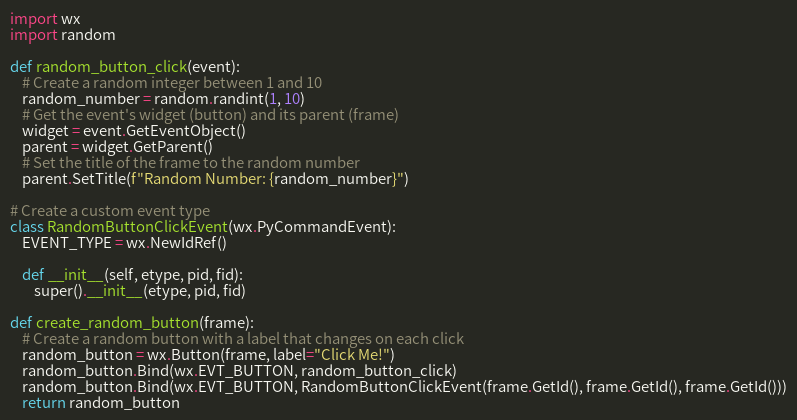 import wx
import random

def random_button_click(event):
    # Create a random integer between 1 and 10
    random_number = random.randint(1, 10)
    # Get the event's widget (button) and its parent (frame)
    widget = event.GetEventObject()
    parent = widget.GetParent()
    # Set the title of the frame to the random number
    parent.SetTitle(f"Random Number: {random_number}")

# Create a custom event type
class RandomButtonClickEvent(wx.PyCommandEvent):
    EVENT_TYPE = wx.NewIdRef()

    def __init__(self, etype, pid, fid):
        super().__init__(etype, pid, fid)

def create_random_button(frame):
    # Create a random button with a label that changes on each click
    random_button = wx.Button(frame, label="Click Me!")
    random_button.Bind(wx.EVT_BUTTON, random_button_click)
    random_button.Bind(wx.EVT_BUTTON, RandomButtonClickEvent(frame.GetId(), frame.GetId(), frame.GetId()))
    return random_button